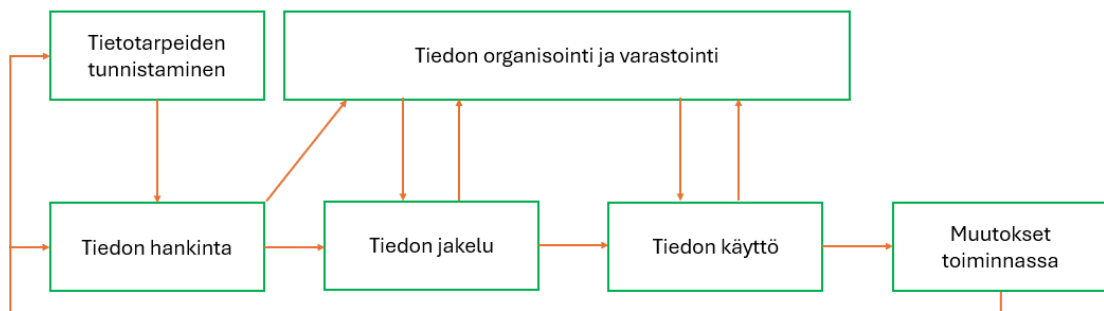 Tietotarpeiden
tunnistaminen
Tiedon organisointi ja varastointi
Tiedon hankinta
Tiedon jakelu
Tiedon käyttö
Muutokset
toiminnassa